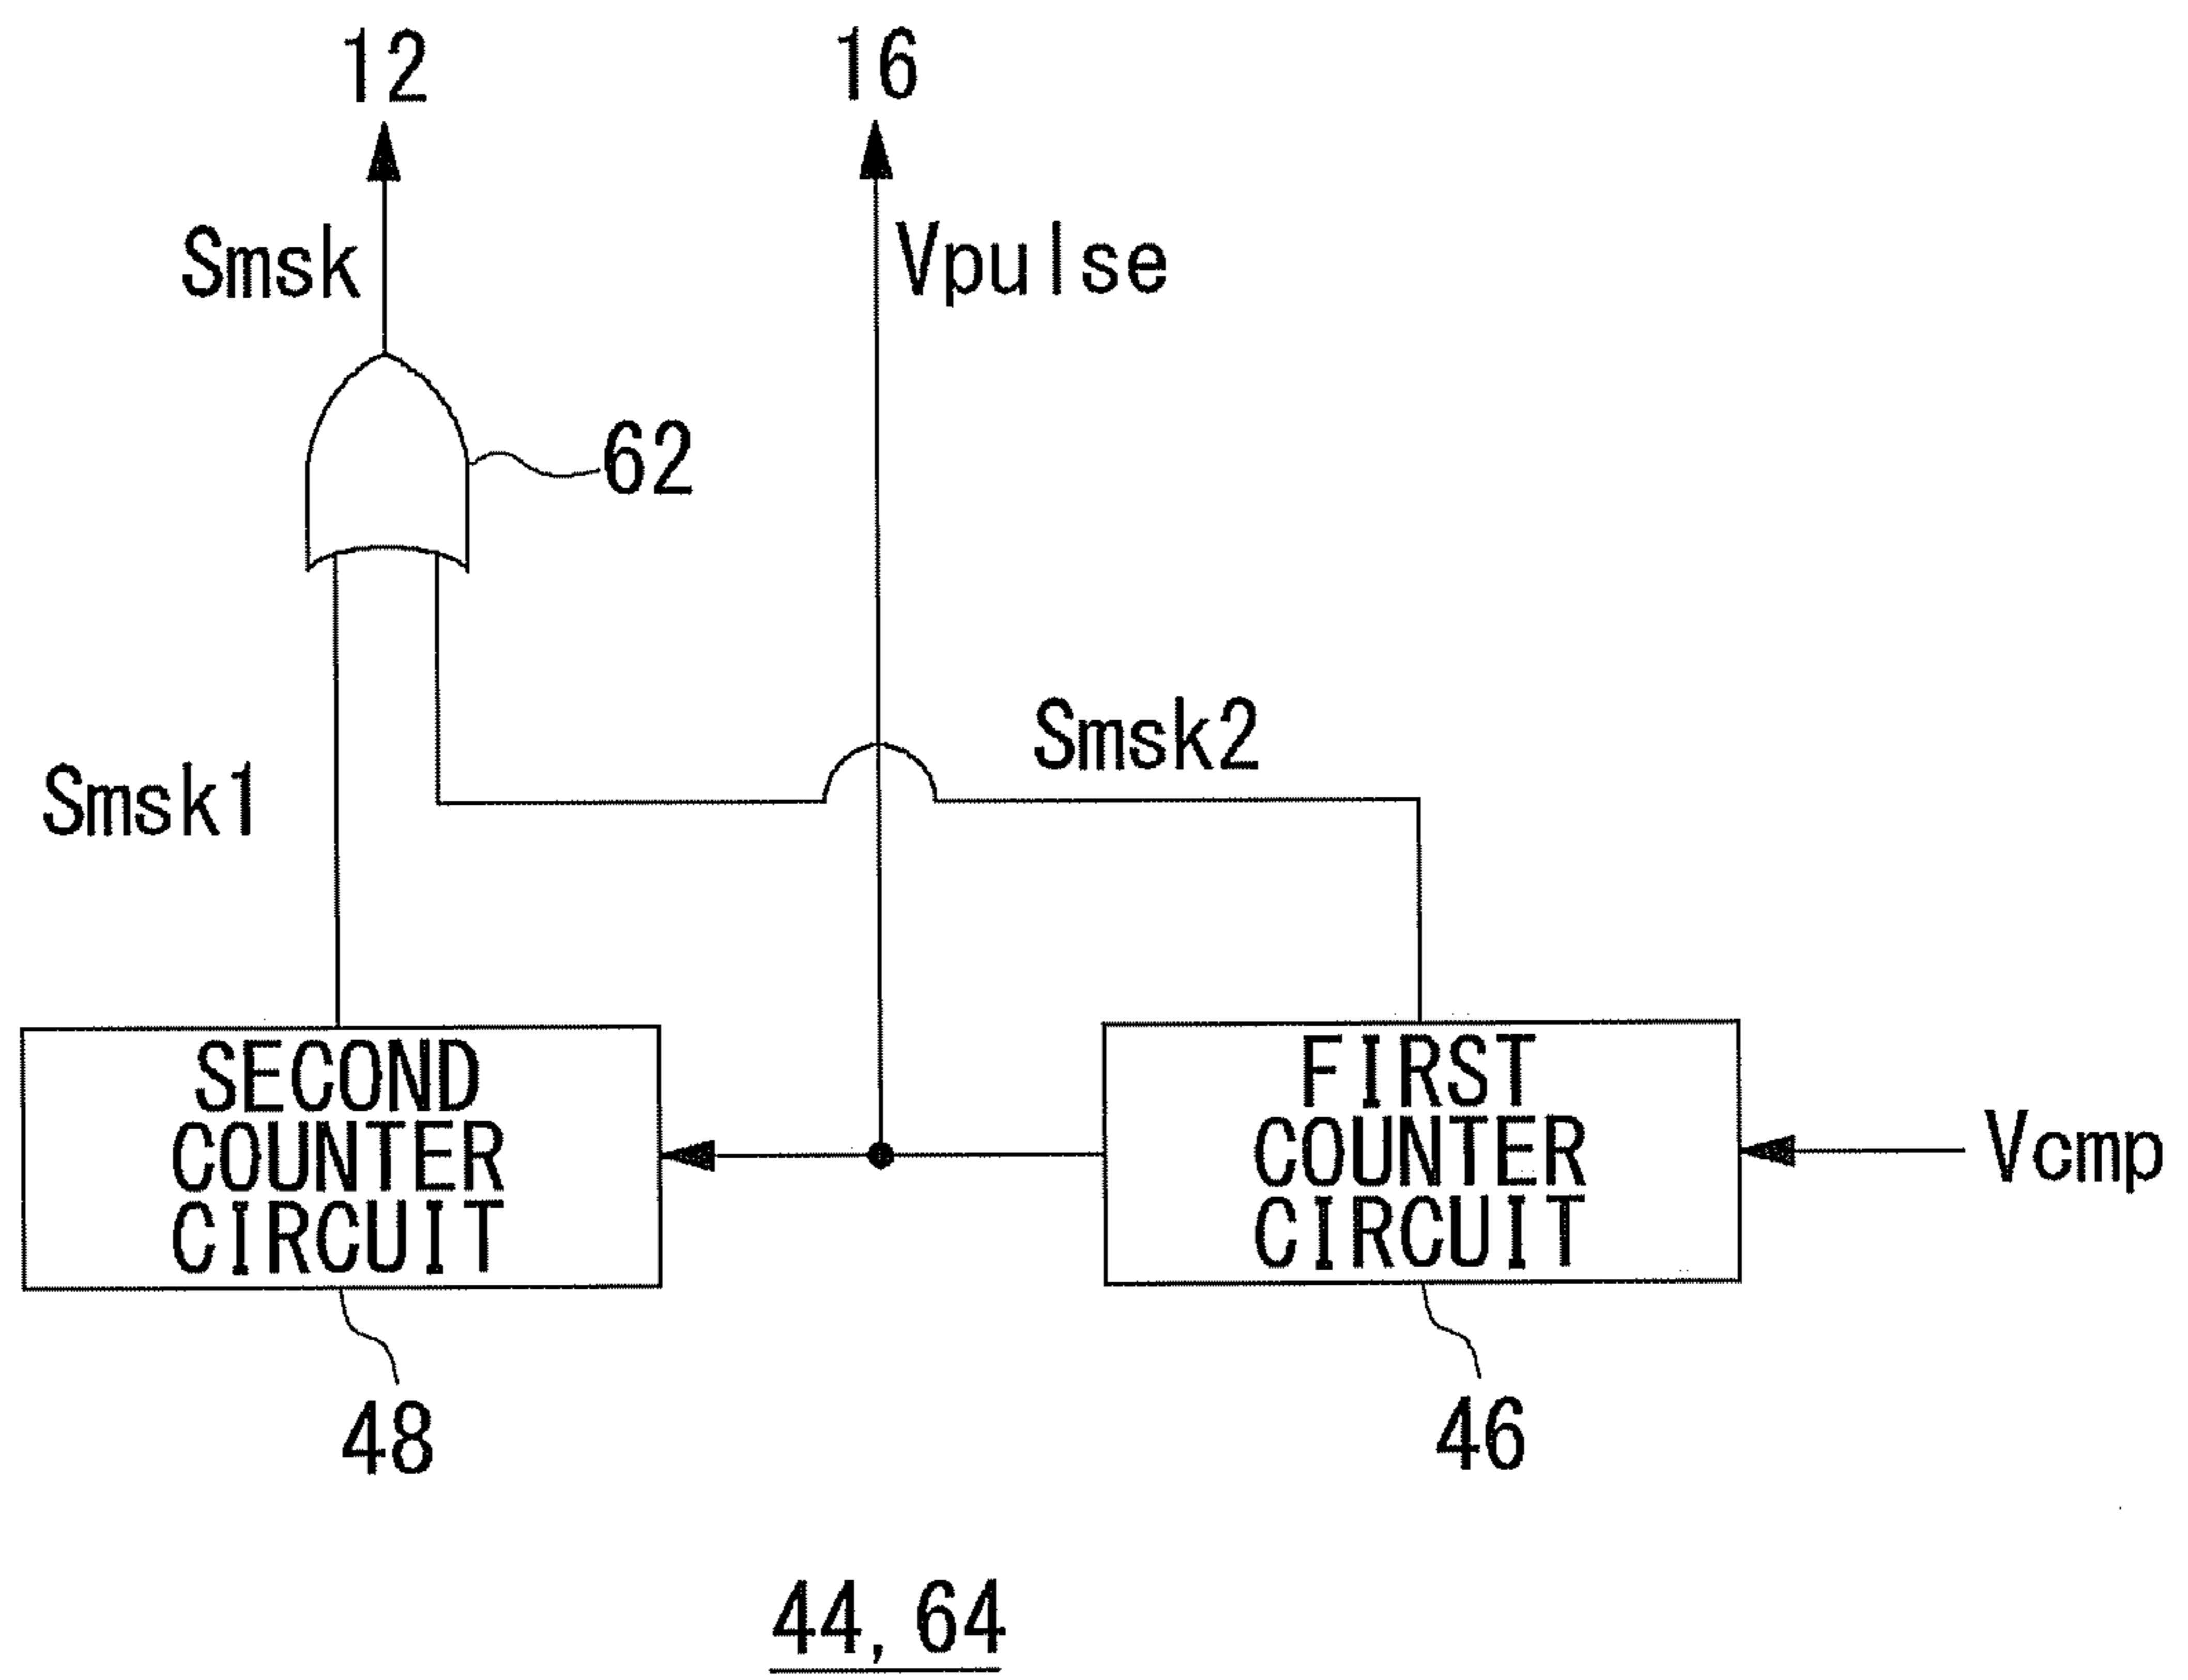 12
16
Smsk
Vpulse
62
Smsk2
Smsk1
SECOND
COUNTER
CIRCUIT
FIRST
COUNTER
CIRCUIT
Vcmp
48
46
44, 64